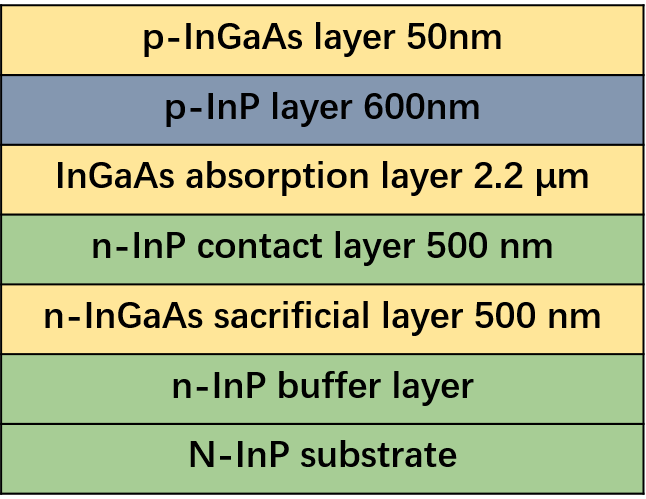 p-InGaAs layer 50nm
p-InP layer 600nm
InGaAs absorption layer 2.2 μm
n-InP contact layer 500 nm
n-InGaAs sacrificial layer 500 nm
n-InP buffer layer
N-InP substrate